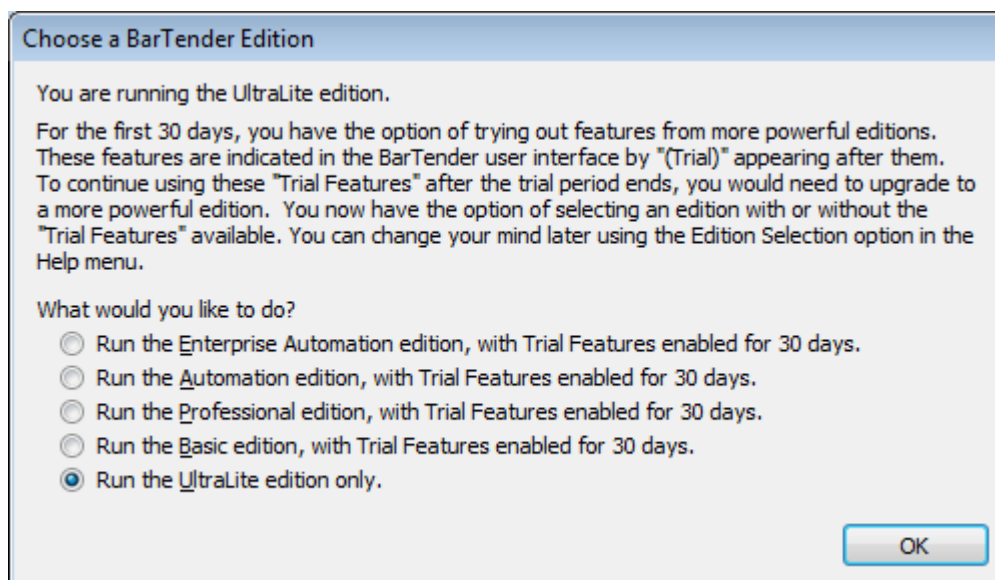 Choose a BarTender Edition
You are running the UltraLite edition.
For the first 30 days, you have the option of trying out features from more powerful editions.
These features are indicated in the BarTender user interface by "(Trial)" appearing after them.
To continue using these "Trial Features" after the trial period ends, you would need to upgrade to
a more powerful edition.  You now have the option of selecting an edition with or without the
"Trial Features" available. You can change your mind later using the Edition Selection option in the
Help menu.
What would you like to do?
Run the Enterprise Automation edition, with Trial Features enabled for 30 days.
Run the Automation edition, with Trial Features enabled for 30 days.
Run the Professional edition, with Trial Features enabled for 30 days.
Run the Basic edition, with Trial Features enabled for 30 days.
Run the UltraLite edition only.
OK